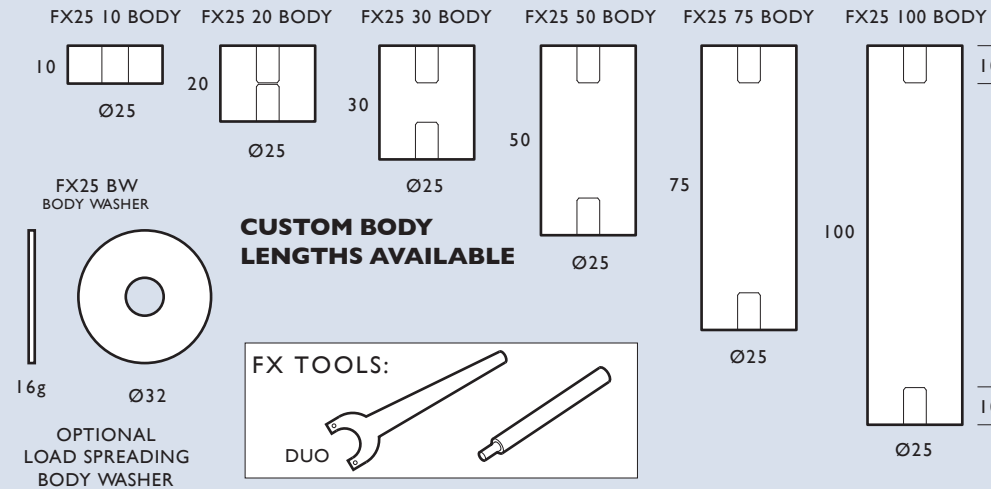 FX25 10 BODY
FX25 20 BODY
FX25 30 BODY
FX25 50 BODY
FX25 75 BODY
FX25 100 BODY
10
Ø25
20
Ø25
30
Ø25
50
Ø25
75
Ø25
100
Ø25
FX25 BW
BODY WASHER
16g
Ø32
OPTIONAL
LOAD SPREADING
BODY WASHER
CUSTOM BODY
LENGTHS AVAILABLE
FX TOOLS:
DUO